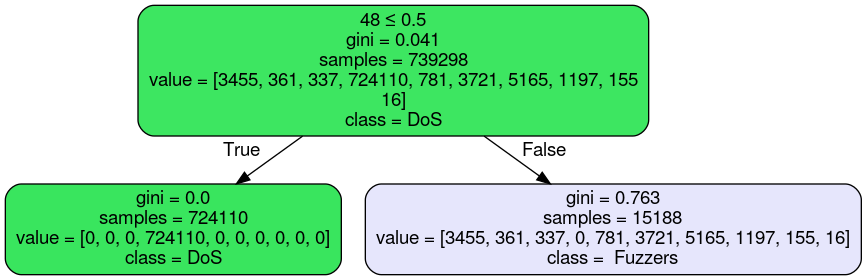 48 ≤ 0.5
gini = 0.041
samples = 739298
value = [3455, 361, 337, 724110, 781, 3721, 5165, 1197, 155
16]
class = DoS
True
False
gini = 0.0
samples = 724110
value = [0, 0, 0, 724110, 0, 0, 0, 0, 0, 0]
class = DoS
gini = 0.763
samples = 15188
value = [3455, 361, 337, 0, 781, 3721, 5165, 1197, 155, 16]
class = Fuzzers